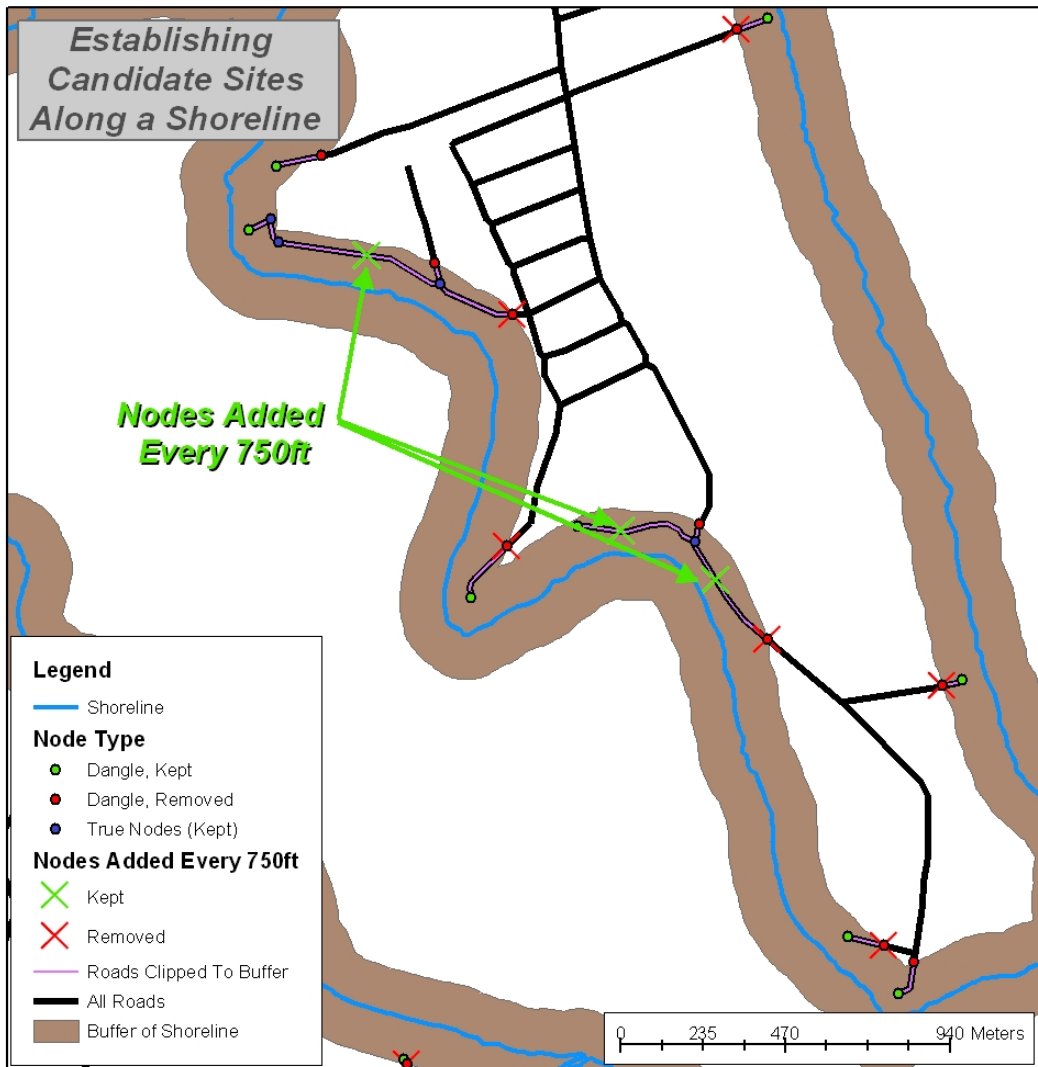 Establishing
Candidate Sites
Along a Shoreline
Nodes Added
Every 750ft
Legend
Shoreline
Node Type
Dangle, Kept
Dangle, Removed
True Nodes (Kept)
Nodes Added Every 750ft
Kept
Removed
Roads Clipped To Buffer
All Roads
Buffer of Shoreline
0 235 470 940 Meters